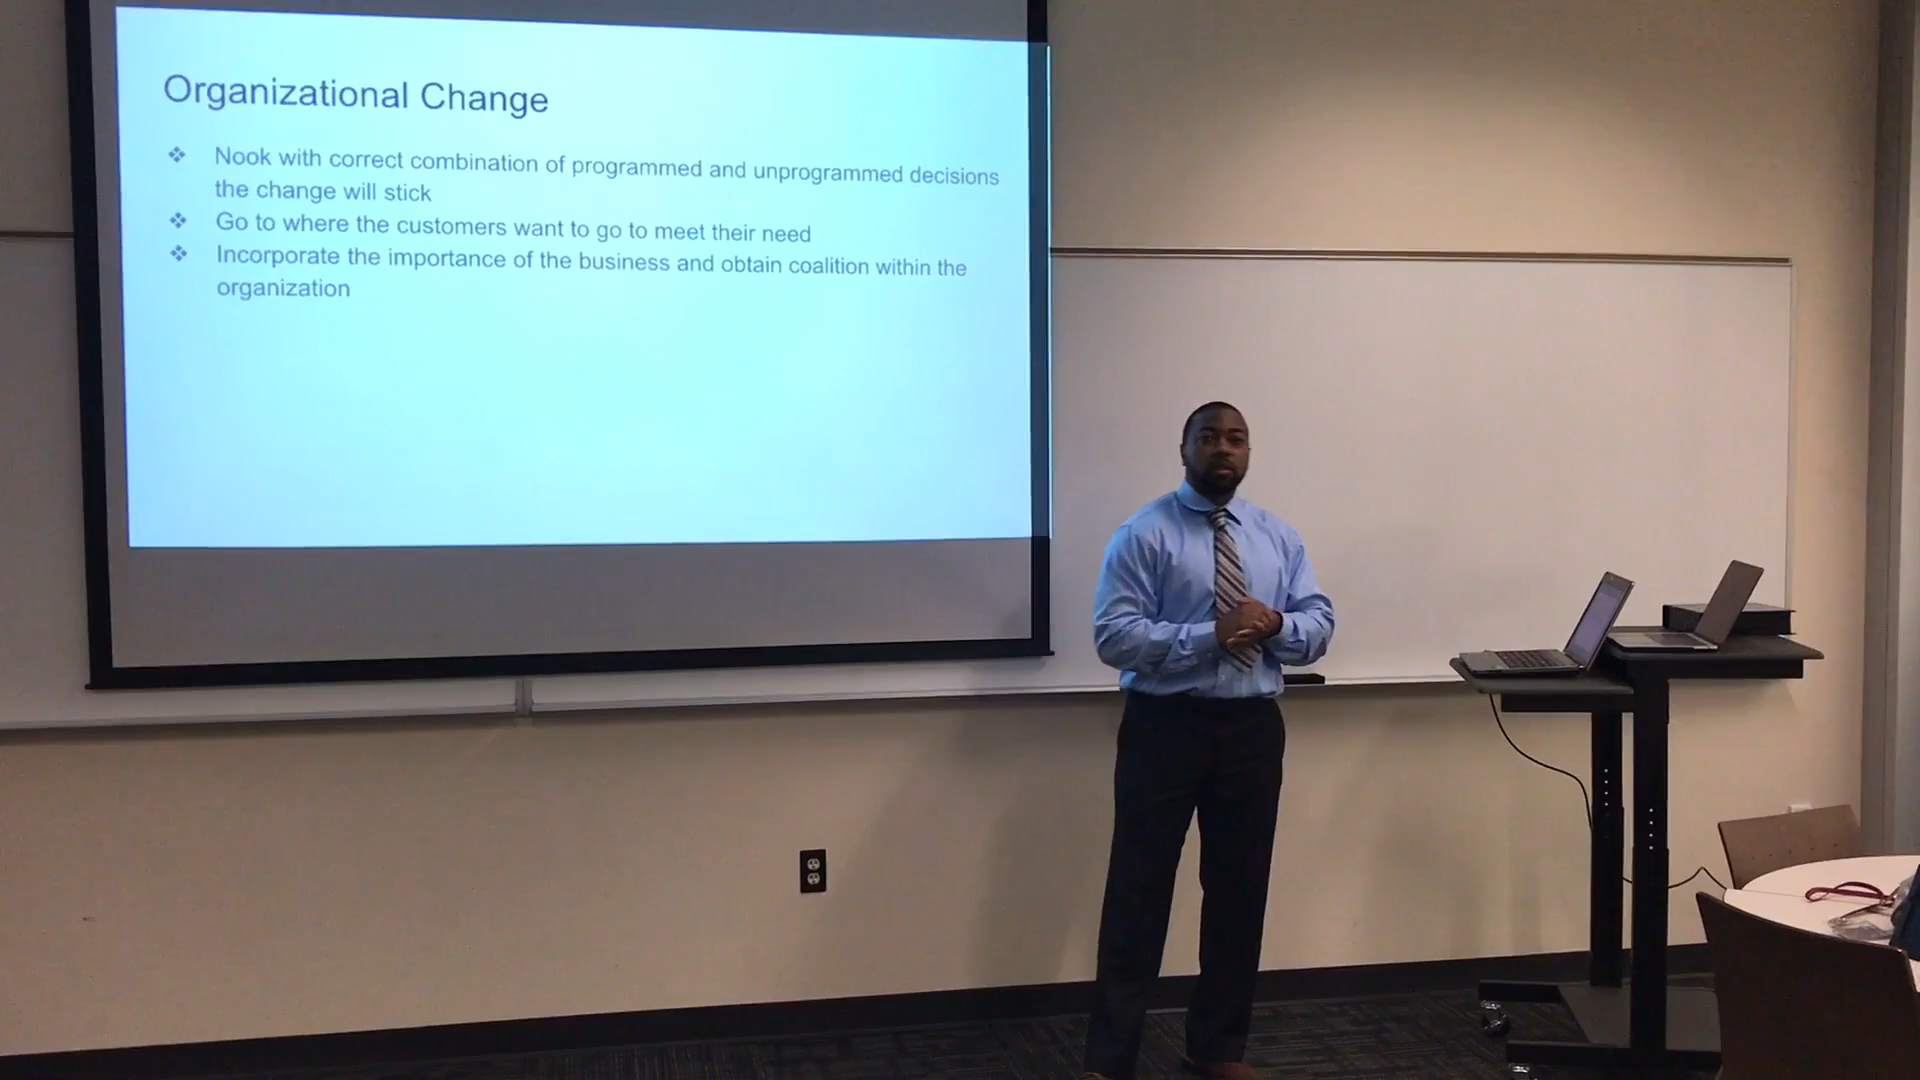 Organizational Change
❖ Nook with correct combination of programmed and unprogrammed decisions
the change will stick
❖ Go to where the customers want to go to meet their need
❖ Incorporate the importance of the business and obtain coalition within the
organization